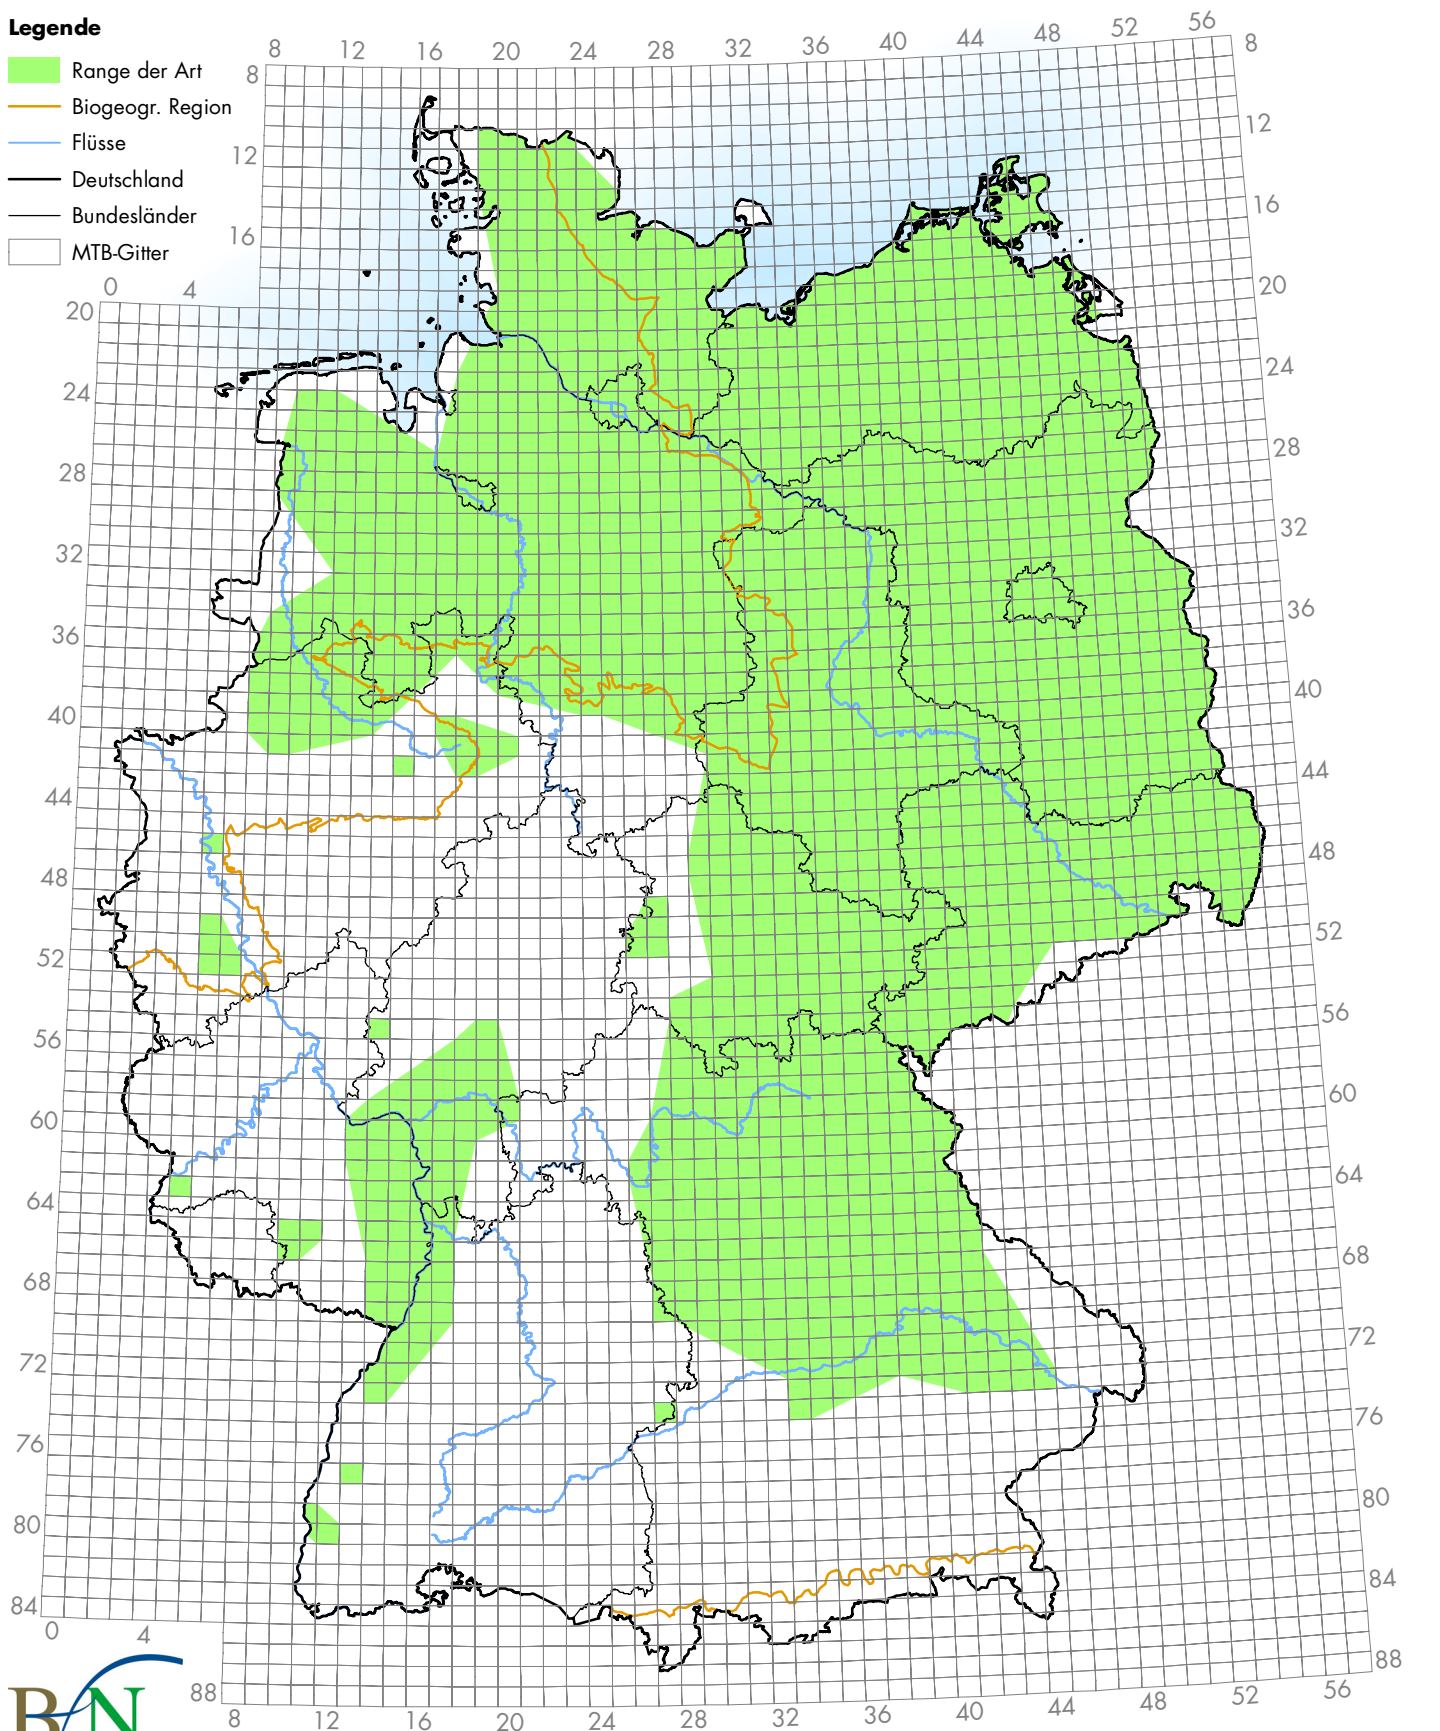 Legende
Range der Art
Biogeogr. Region
Flüsse
Deutschland
Bundesländer
MTB-Gitter
8 12 16 20 24 28 32 36 40 44 48 52 56
8 8
12 12
16 16
0 4
20 20
24 24
28 28
32 32
36 36
40 40
44 44
48 48
52 52
56 56
60 60
64 64
68 68
72 72
76 76
80 80
84 84
0 4
88 88
8 12 16 20 24 28 32 36 40 44 48 52 56
BfN